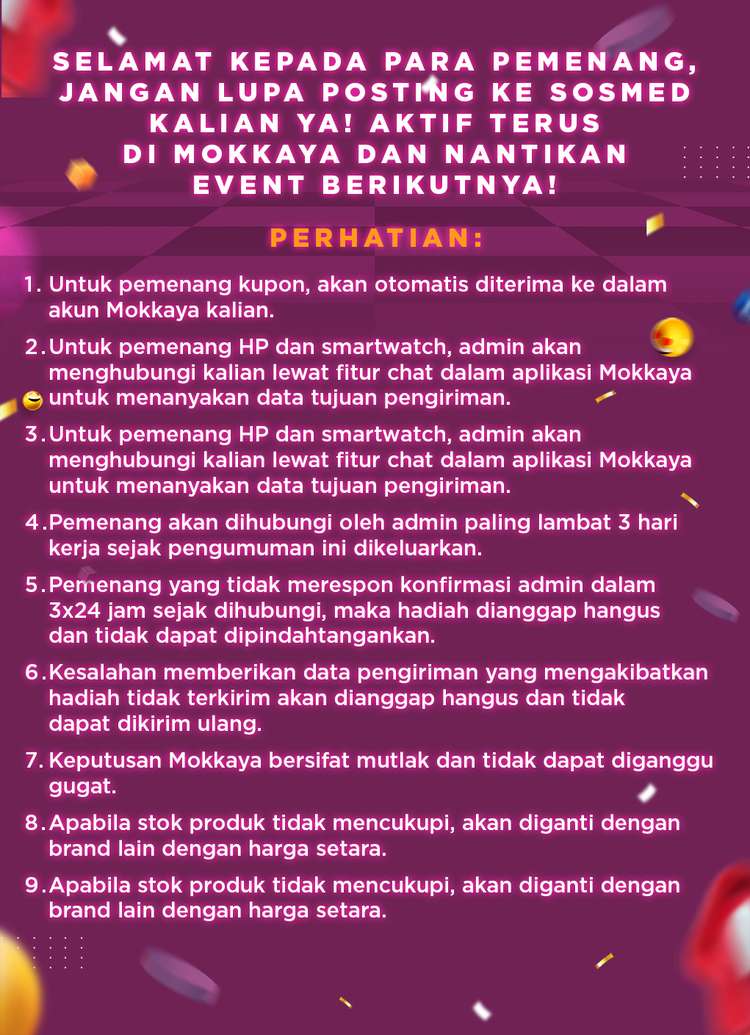 SELAMAT KEPADA PARA PEMENANG,
JANGAN LUPA POSTING KE SOSMED
KALIAN YA! AKTIF TERUS
DI MOKKAYA DAN NANTIKAN
EVENT BERIKUTNYA!
PERHATIAN:
1. Untuk pemenang kupon, akan otomatis diterima ke dalam
akun Mokkaya kalian.
2. Untuk pemenang HP dan smartwatch, admin akan
menghubungi kalian lewat fitur chat dalam aplikasi Mokkaya
untuk menanyakan data tujuan pengiriman.
3. Untuk pemenang HP dan smartwatch, admin akan
menghubungi kalian lewat fitur chat dalam aplikasi Mokkaya
untuk menanyakan data tujuan pengiriman.
4. Pemenang akan dihubungi oleh admin paling lambat 3 hari
kerja sejak pengumuman ini dikeluarkan.
5. Pemenang yang tidak merespon konfirmasi admin dalam
3x24 jam sejak dihubungi, maka hadiah dianggap hangus
dan tidak dapat dipindahtangankan.
6. Kesalahan memberikan data pengiriman yang mengakibatkan
hadiah tidak terkirim akan dianggap hangus dan tidak
dapat dikirim ulang.
7. Keputusan Mokkaya bersifat mutlak dan tidak dapat diganggu
gugat.
8. Apabila stok produk tidak mencukupi, akan diganti dengan
brand lain dengan harga setara.
9. Apabila stok produk tidak mencukupi, akan diganti dengan
brand lain dengan harga setara.